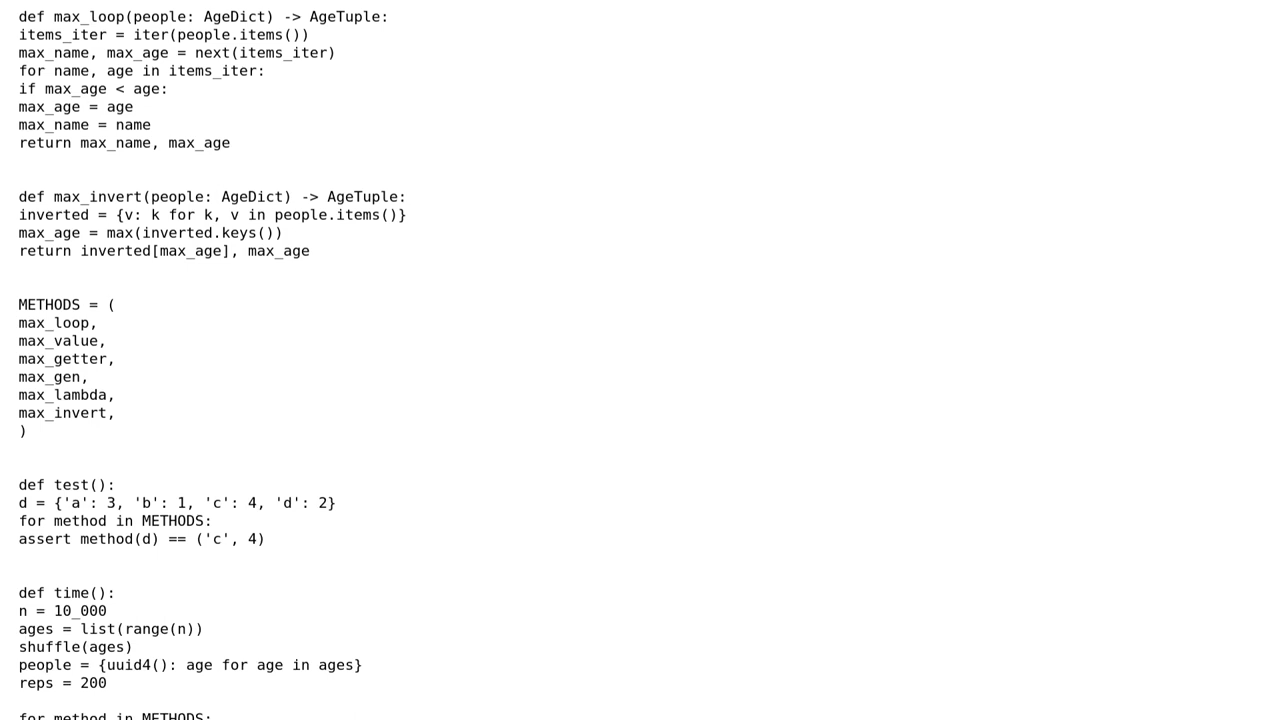 def max_loop(people: AgeDict) -> AgeTuple:
items_iter = iter(people.items())
max_name, max_age = next(items_iter)
for name, age in items_iter:
if max_age < age:
max_age = age
max_name = name
return max_name, max_age
def max_invert(people: AgeDict) -> AgeTuple:
inverted = {v: k for k, v in people.items()}
max_age = max(inverted.keys())
return inverted[max_age], max_age
METHODS = (
max_loop,
max_value,
max_getter,
max_gen,
max_lambda,
max_invert,
)
def test():
d = {'a': 3, 'b': 1, 'c': 4, 'd': 2}
for method in METHODS:
assert method(d) == ('c', 4)
def time():
n = 10_000
ages = list(range(n))
shuffle(ages)
people = {uuid4(): age for age in ages}
reps = 200
for method in METHODS: